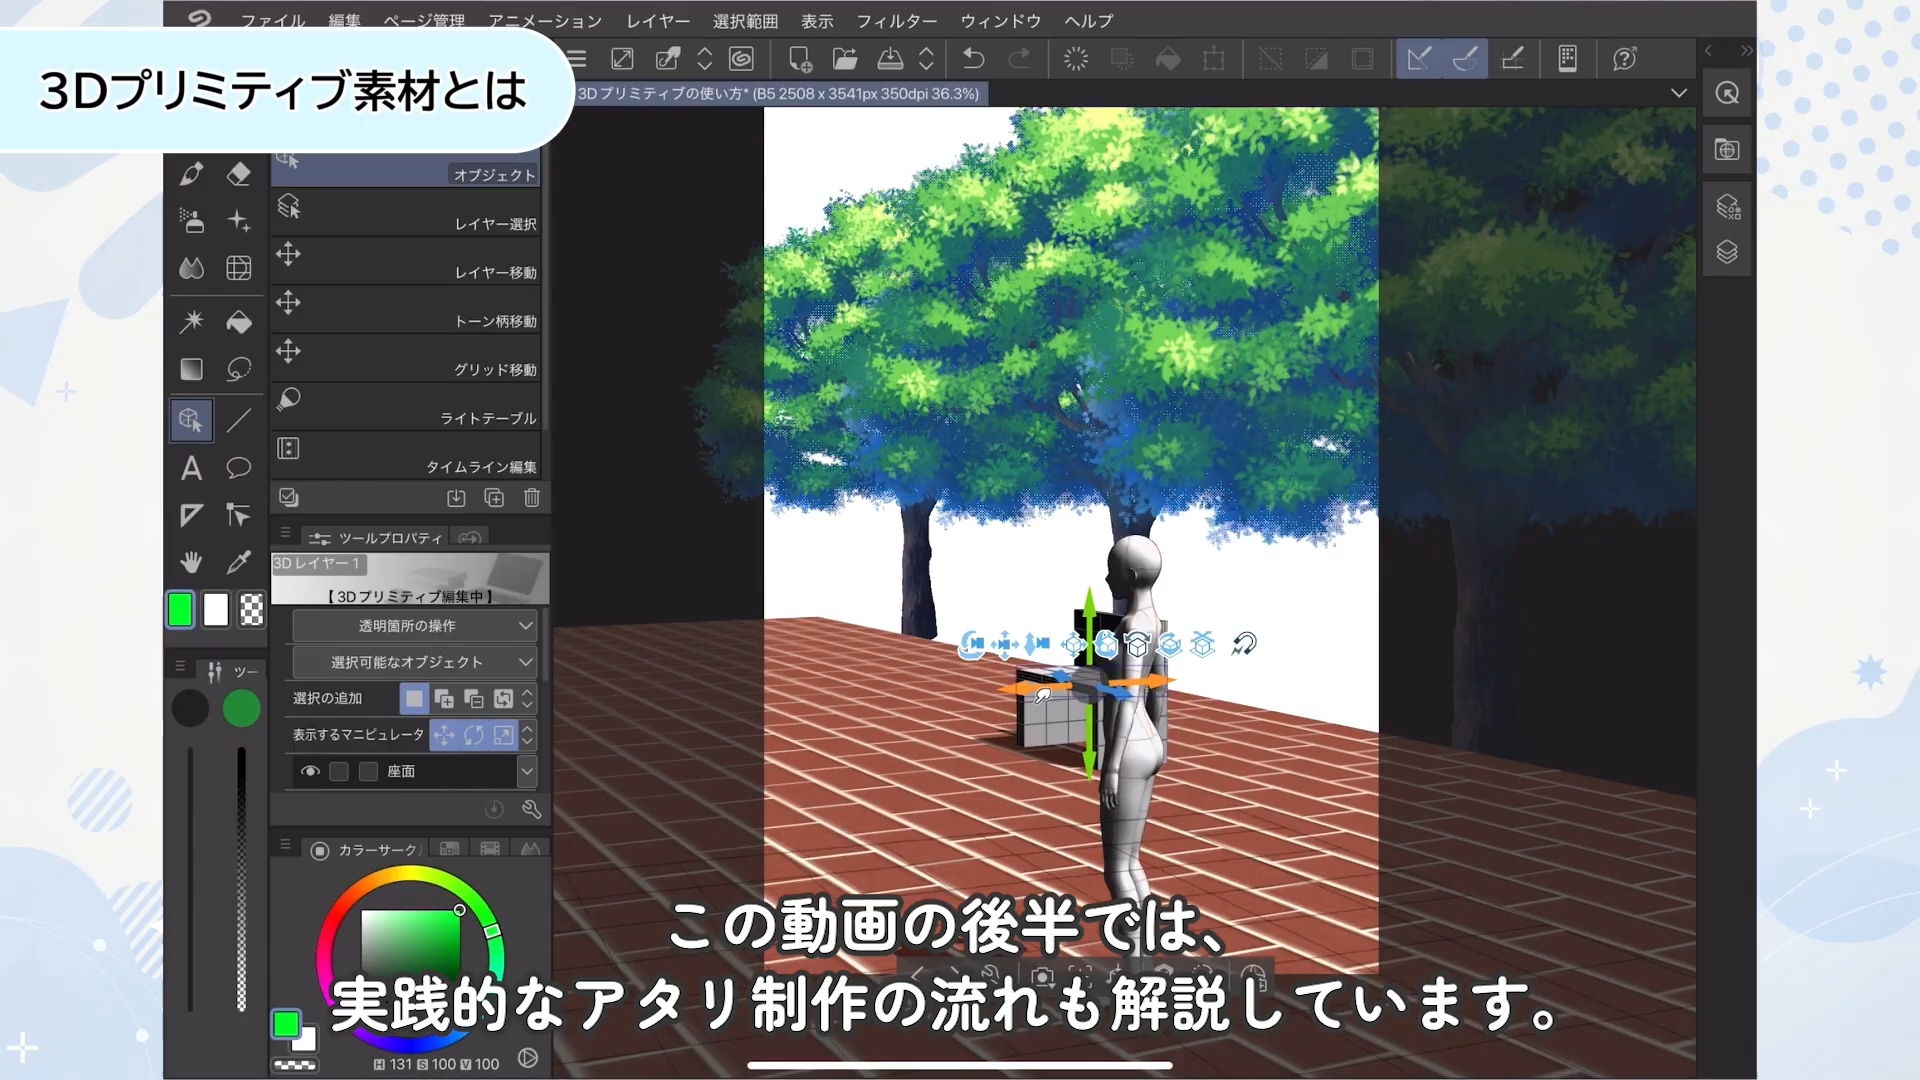 ファイル 編集 ページ管理 アニメーション レイヤー 選択範囲 表示 フィルター ウィンドウ ヘルプ
3Dプリミティブ素材とは
3Dプリミティブの使い方* (B5 2508 x 3541px 350dpi 36.3%)
オブジェクト
レイヤー選択
レイヤー移動
トーン柄移動
グリッド移動
ライトテーブル
タイムライン編集
ツールプロパティ
3Dレイヤー 1
【 3Dプリミティブ編集中 】
透明箇所の操作
選択可能なオブジェクト
選択の追加
表示するマニピュレータ
座面
ツー
カラーサーク
この動画の後半では、
実践的なアタリ制作の流れも解説しています。
H 131 S 100 V 100